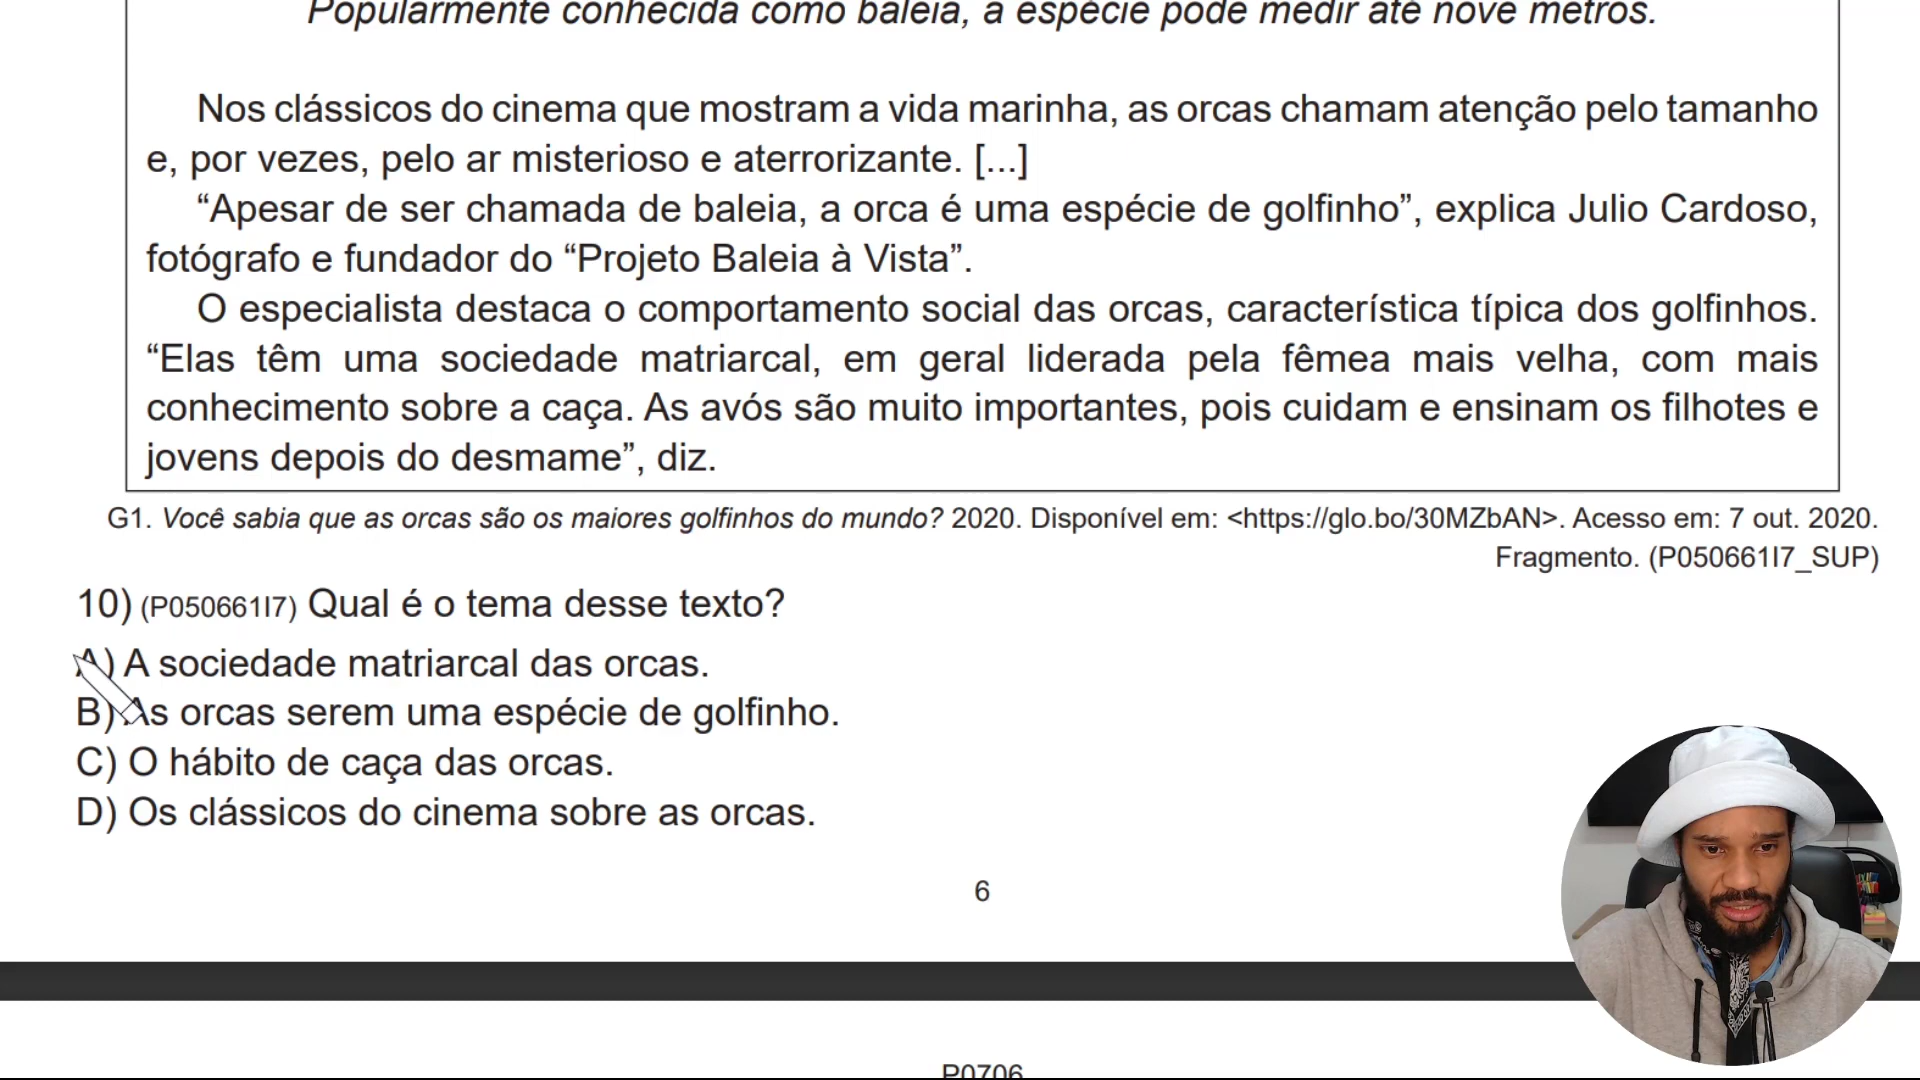 Popularmente conhecida como baleia, a espécie pode medir até nove metros.
Nos clássicos do cinema que mostram a vida marinha, as orcas chamam atenção pelo tamanho
e, por vezes, pelo ar misterioso e aterrorizante. [...]
“Apesar de ser chamada de baleia, a orca é uma espécie de golfinho”, explica Julio Cardoso,
fotógrafo e fundador do “Projeto Baleia à Vista”.
O especialista destaca o comportamento social das orcas, característica típica dos golfinhos.
“Elas têm uma sociedade matriarcal, em geral liderada pela fêmea mais velha, com mais
conhecimento sobre a caça. As avós são muito importantes, pois cuidam e ensinam os filhotes e
jovens depois do desmame”, diz.
G1. Você sabia que as orcas são os maiores golfinhos do mundo? 2020. Disponível em: <https://glo.bo/30MZbAN>. Acesso em: 7 out. 2020.
Fragmento. (P050661I7_SUP)
10) (P050661I7) Qual é o tema desse texto?
A) A sociedade matriarcal das orcas.
B) As orcas serem uma espécie de golfinho.
C) O hábito de caça das orcas.
D) Os clássicos do cinema sobre as orcas.
6
P0706